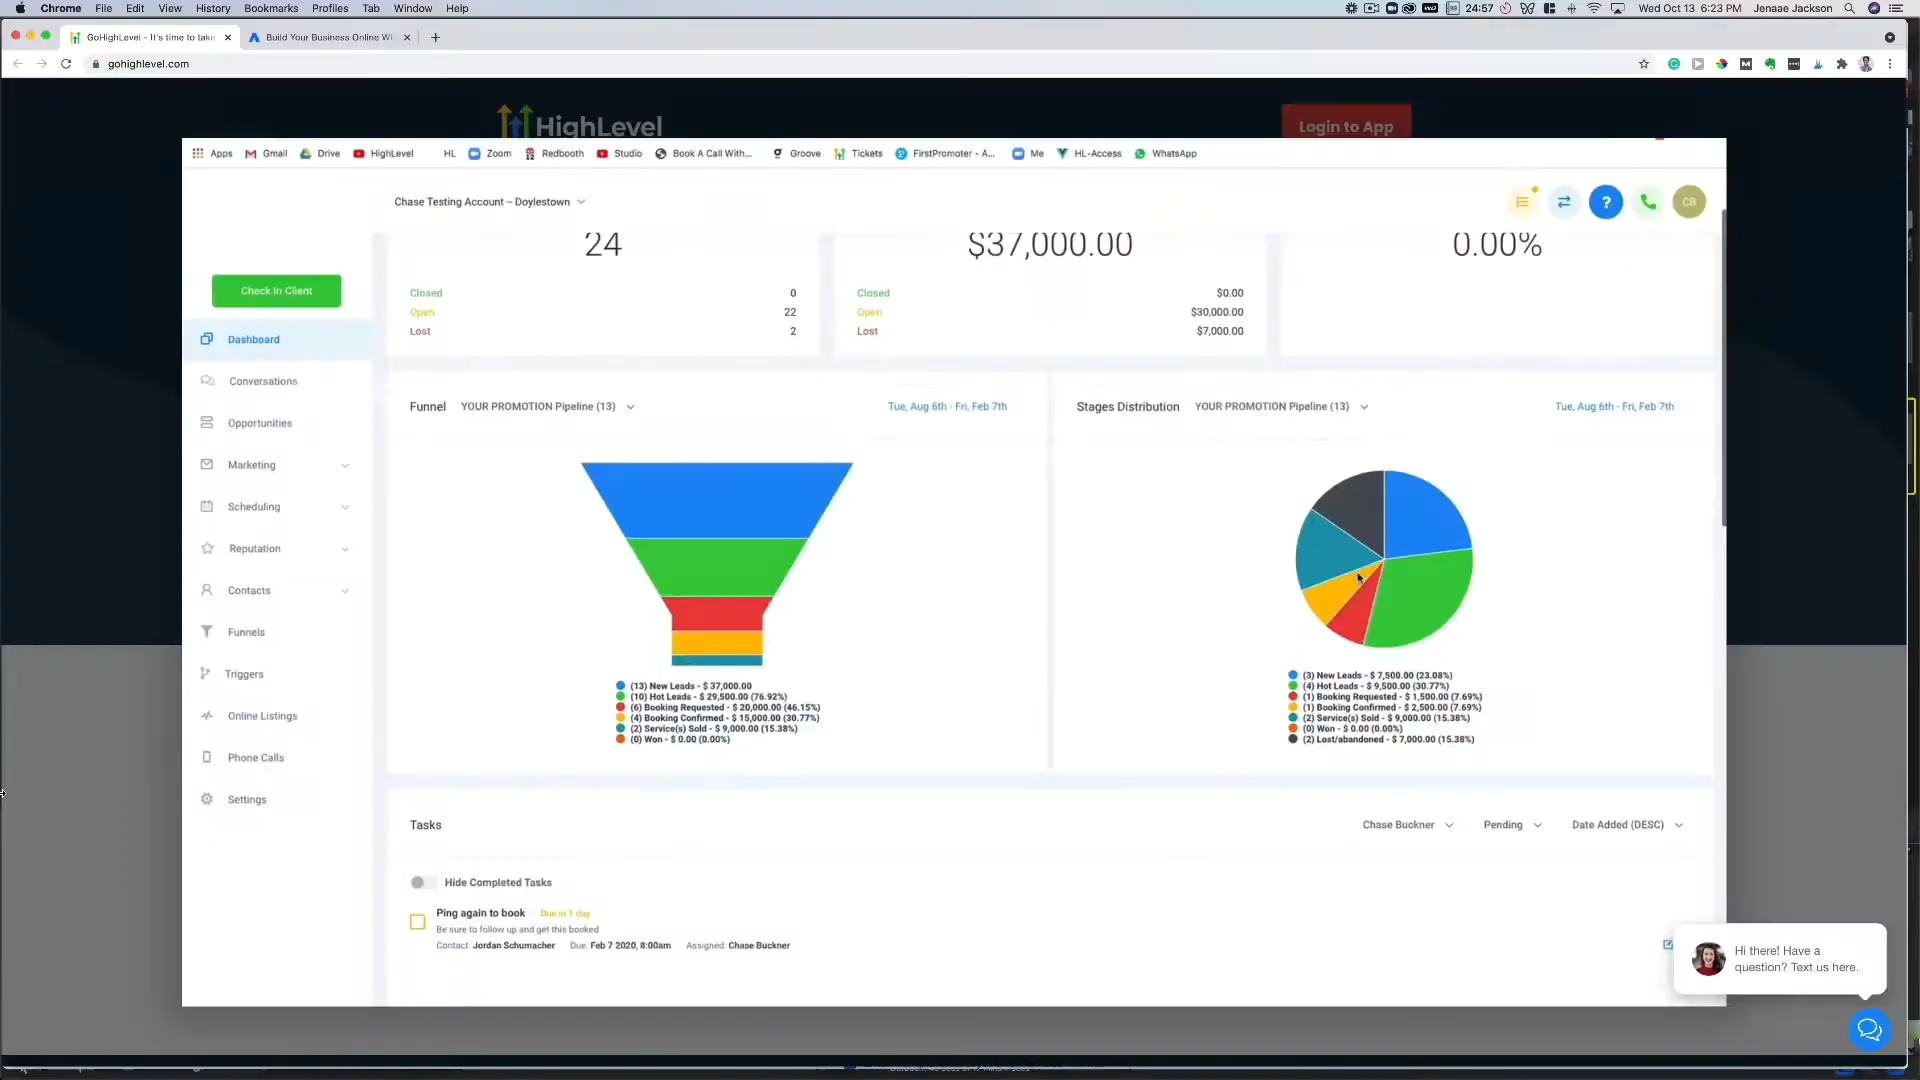 Chrome File Edit View History Bookmarks Profiles Tab Window Help
24:57 Wed Oct 13 6:23 PM Jenaae Jackson
GoHighLevel - It's time to take
Build Your Business Online Wi
gohighlevel.com
HighLevel
Login to App
Apps Gmail Drive HighLevel HL Zoom Redbooth Studio Book A Call With... Groove Tickets FirstPromoter - A... Me HL-Access WhatsApp
Chase Testing Account – Doylestown
? CB
24
$37,000.00
0.00%
Check In Client
Closed 0
Open 22
Lost 2
Closed $0.00
Open $30,000.00
Lost $7,000.00
Dashboard
Conversations
Opportunities
Marketing
Scheduling
Reputation
Contacts
Funnels
Triggers
Online Listings
Phone Calls
Settings
Funnel YOUR PROMOTION Pipeline (13) Tue, Aug 6th - Fri, Feb 7th
(13) New Leads - $ 37,000.00
(10) Hot Leads - $ 29,500.00 (76.92%)
(6) Booking Requested - $ 20,000.00 (46.15%)
(4) Booking Confirmed - $ 15,000.00 (30.77%)
(2) Service(s) Sold - $ 9,000.00 (15.38%)
(0) Won - $ 0.00 (0.00%)
Stages Distribution YOUR PROMOTION Pipeline (13) Tue, Aug 6th - Fri, Feb 7th
(3) New Leads - $ 7,500.00 (23.08%)
(4) Hot Leads - $ 9,500.00 (30.77%)
(1) Booking Requested - $ 1,500.00 (7.69%)
(1) Booking Confirmed - $ 2,500.00 (7.69%)
(2) Service(s) Sold - $ 9,000.00 (15.38%)
(0) Won - $ 0.00 (0.00%)
(2) Lost/abandoned - $ 7,000.00 (15.38%)
Tasks
Chase Buckner Pending Date Added (DESC)
Hide Completed Tasks
Ping again to book Due in 1 day
Be sure to follow up and get this booked
Contact: Jordan Schumacher Due: Feb 7 2020, 8:00am Assigned: Chase Buckner
Hi there! Have a
question? Text us here.